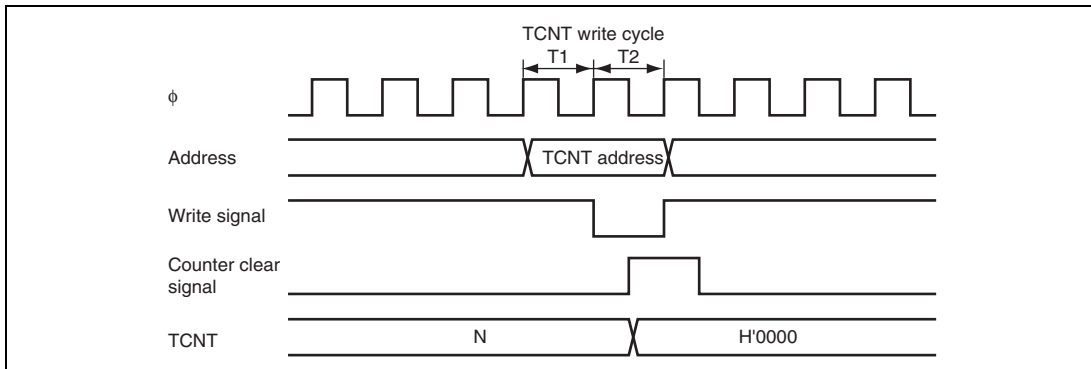 TCNT write cycle
T1 T2
ϕ
Address
TCNT address
Write signal
Counter clear
signal
TCNT
N
H'0000